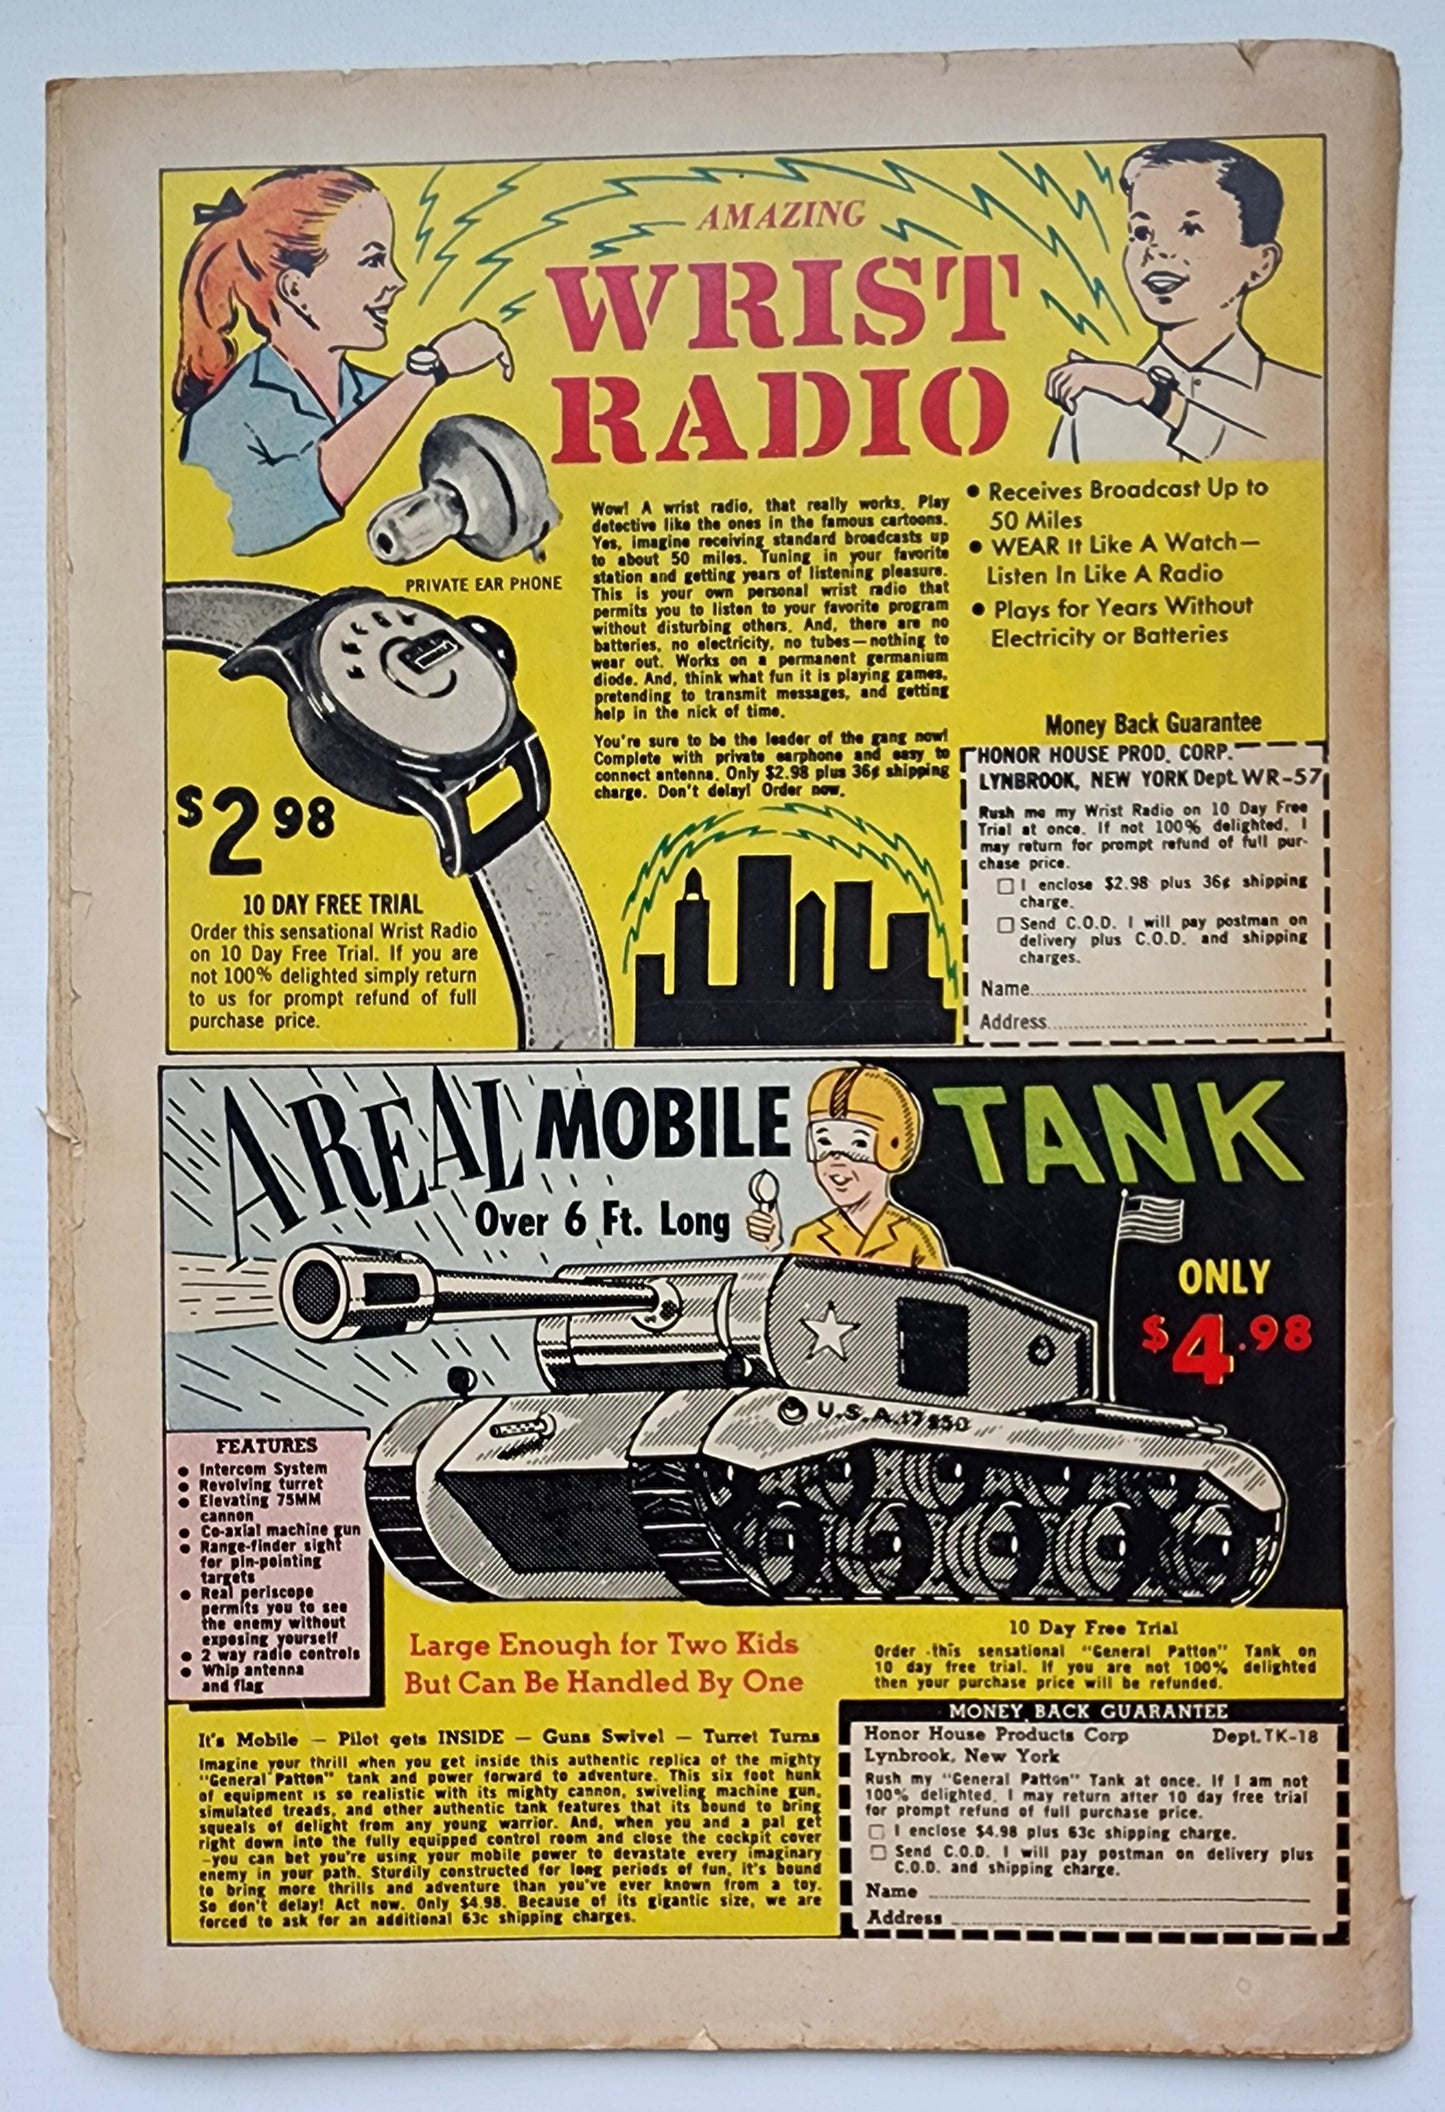 AMAZING
WRIST
RADIO
PRIVATE EAR PHONE
Wow! A wrist radio, that really works. Play
detective like the ones in the famous cartoons.
Yes, imagine receiving standard broadcasts up
to about 50 miles. Tuning in your favorite
station and getting years of listening pleasure.
This is your own personal wrist radio that
permits you to listen to your favorite program
without disturbing others. And, there are no
batteries, no electricity, no tubes—nothing to
wear out. Works on a permanent germanium
diode. And, think what fun it is playing games,
pretending to transmit messages, and getting
help in the nick of time.
You're sure to be the leader of the gang now!
Complete with private earphone and easy to
connect antenna. Only $2.98 plus 36¢ shipping
charge. Don't delay! Order now.
● Receives Broadcast Up to
50 Miles
● WEAR It Like A Watch—
Listen In Like A Radio
● Plays for Years Without
Electricity or Batteries
$2.98
10 DAY FREE TRIAL
Order this sensational Wrist Radio
on 10 Day Free Trial. If you are
not 100% delighted simply return
to us for prompt refund of full
purchase price.
Money Back Guarantee
HONOR HOUSE PROD. CORP.
LYNBROOK, NEW YORK Dept. WR-57
Rush me my Wrist Radio on 10 Day Free
Trial at once. If not 100% delighted, I
may return for prompt refund of full pur-
chase price.
☐ I enclose $2.98 plus 36¢ shipping
charge.
☐ Send C.O.D. I will pay postman on
delivery plus C.O.D. and shipping
charges.
Name
Address
A REAL MOBILE TANK
Over 6 Ft. Long
ONLY
$4.98
U.S.A. 17850
FEATURES
● Intercom System
● Revolving turret
● Elevating 75MM
cannon
● Co-axial machine gun
● Range-finder sight
for pin-pointing
targets
● Real periscope
permits you to see
the enemy without
exposing yourself
● 2 way radio controls
● Whip antenna
and flag
Large Enough for Two Kids
But Can Be Handled By One
10 Day Free Trial
Order this sensational "General Patton" Tank on
10 day free trial. If you are not 100% delighted
then your purchase price will be refunded.
It's Mobile — Pilot gets INSIDE — Guns Swivel — Turret Turns
Imagine your thrill when you get inside this authentic replica of the mighty
"General Patton" tank and power forward to adventure. This six foot hunk
of equipment is so realistic with its mighty cannon, swiveling machine gun,
simulated treads, and other authentic tank features that its bound to bring
squeals of delight from any young warrior. And, when you and a pal get
right down into the fully equipped control room and close the cockpit cover
—you can bet you're using your mobile power to devastate every imaginary
enemy in your path. Sturdily constructed for long periods of fun, it's bound
to bring more thrills and adventure than you've ever known from a toy.
So don't delay! Act now. Only $4.98. Because of its gigantic size, we are
forced to ask for an additional 63c shipping charges.
MONEY BACK GUARANTEE
Honor House Products Corp Dept. TK-18
Lynbrook, New York
Rush my "General Patton" Tank at once. If I am not
100% delighted, I may return after 10 day free trial
for prompt refund of full purchase price.
☐ I enclose $4.98 plus 63c shipping charge.
☐ Send C.O.D. I will pay postman on delivery plus
C.O.D. and shipping charge.
Name
Address